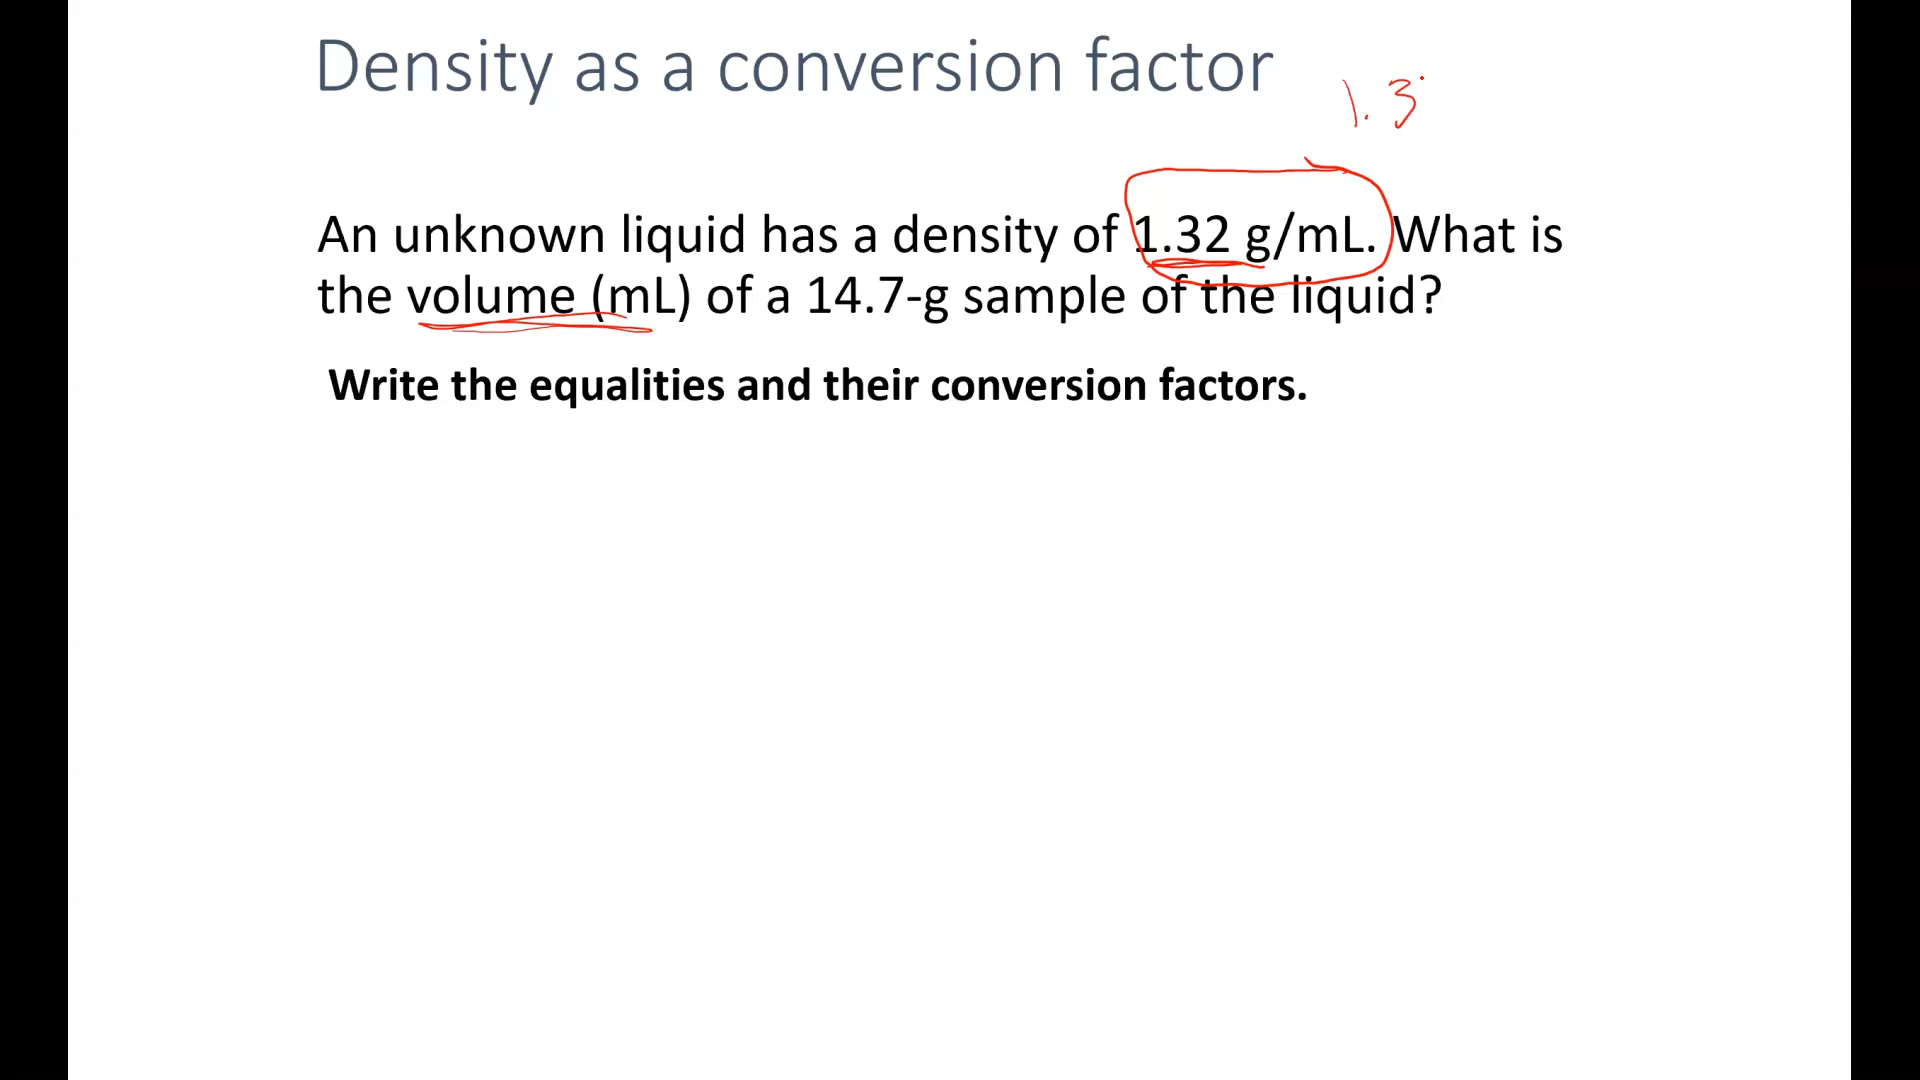 Density as a conversion factor
1.3
An unknown liquid has a density of 1.32 g/mL. What is
the volume (mL) of a 14.7-g sample of the liquid?
Write the equalities and their conversion factors.